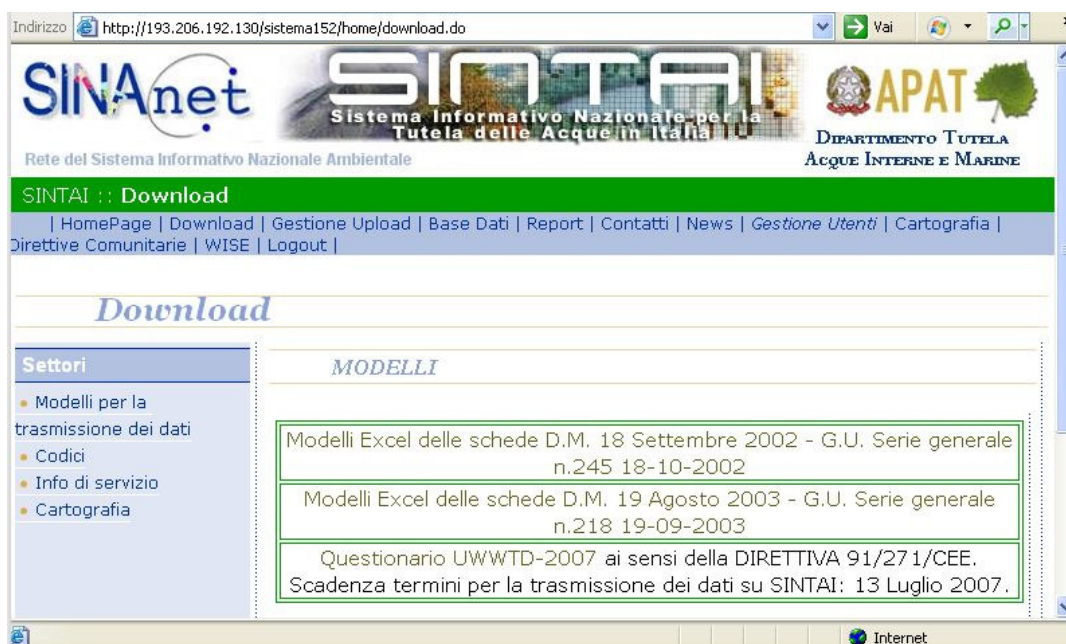 Indirizzo http://193.206.192.130/sistema152/home/download.do Vai
SINAnet
Rete del Sistema Informativo Nazionale Ambientale
SINTAI
Sistema Informativo Nazionale per la
Tutela delle Acque in Italia
APAT
DIPARTIMENTO TUTELA
ACQUE INTERNE E MARINE
SINTAI :: Download
| HomePage | Download | Gestione Upload | Base Dati | Report | Contatti | News | Gestione Utenti | Cartografia |
Direttive Comunitarie | WISE | Logout |
Download
Settori
Modelli per la
trasmissione dei dati
Codici
Info di servizio
Cartografia
MODELLI
Modelli Excel delle schede D.M. 18 Settembre 2002 - G.U. Serie generale
n.245 18-10-2002
Modelli Excel delle schede D.M. 19 Agosto 2003 - G.U. Serie generale
n.218 19-09-2003
Questionario UWWTD-2007 ai sensi della DIRETTIVA 91/271/CEE.
Scadenza termini per la trasmissione dei dati su SINTAI: 13 Luglio 2007.
Internet